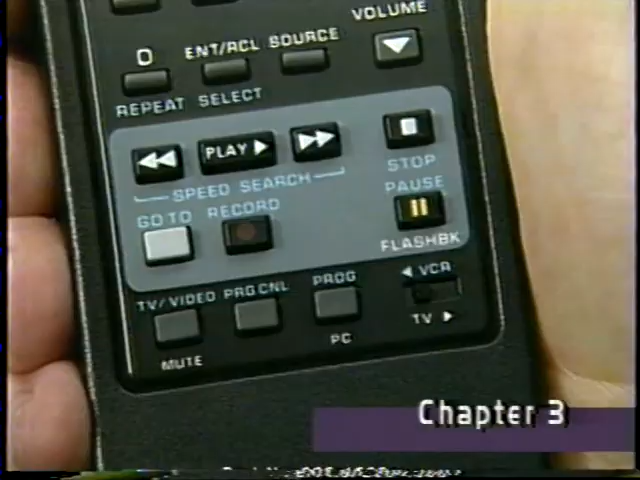 VOLUME
0 ENT/RCL SOURCE
REPEAT SELECT
PLAY
SPEED SEARCH
STOP
GO TO RECORD
PAUSE
FLASHBK
TV/VIDEO PRG CNL PROG
VCR
MUTE
PC
TV
Chapter 3